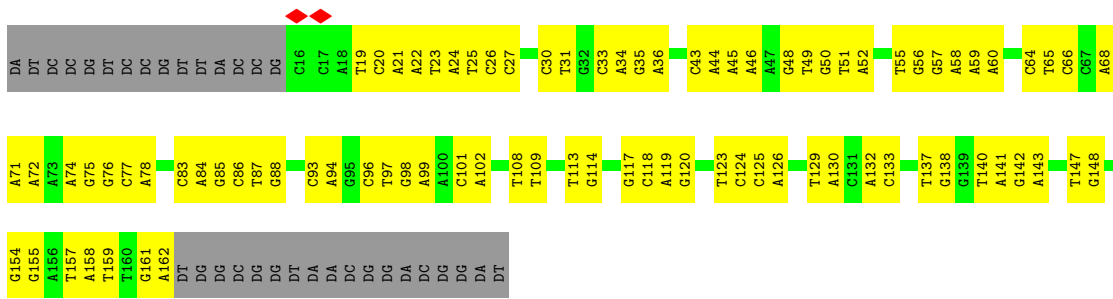 DA DT DC DC DG DT DC DC DG DT DT DA DC DC DG C16 C17 A18 T19 C20 A21 A22 T23 A24 T25 C26 C27 C30 T31 G32 C33 A34 G35 A36 C43 A44 A45 A46 A47 G48 T49 G50 T51 A52 T55 G56 G57 A58 A59 A60 C64 T65 C66 C67 A68
A71 A72 A73 A74 G75 G76 C77 A78 C83 A84 G85 C86 T87 G88 C93 A94 G95 C96 T97 G98 A99 A100 C101 A102 T108 T109 T113 G114 G117 C118 A119 G120 T123 C124 C125 A126 T129 A130 C131 A132 C133 T137 G138 G139 T140 A141 G142 A143 T147 G148
G154 G155 A156 T157 A158 T159 T160 G161 A162 DT DG DG DC DG DG DT DA DA DC DG DG DA DC DG DG DA DT